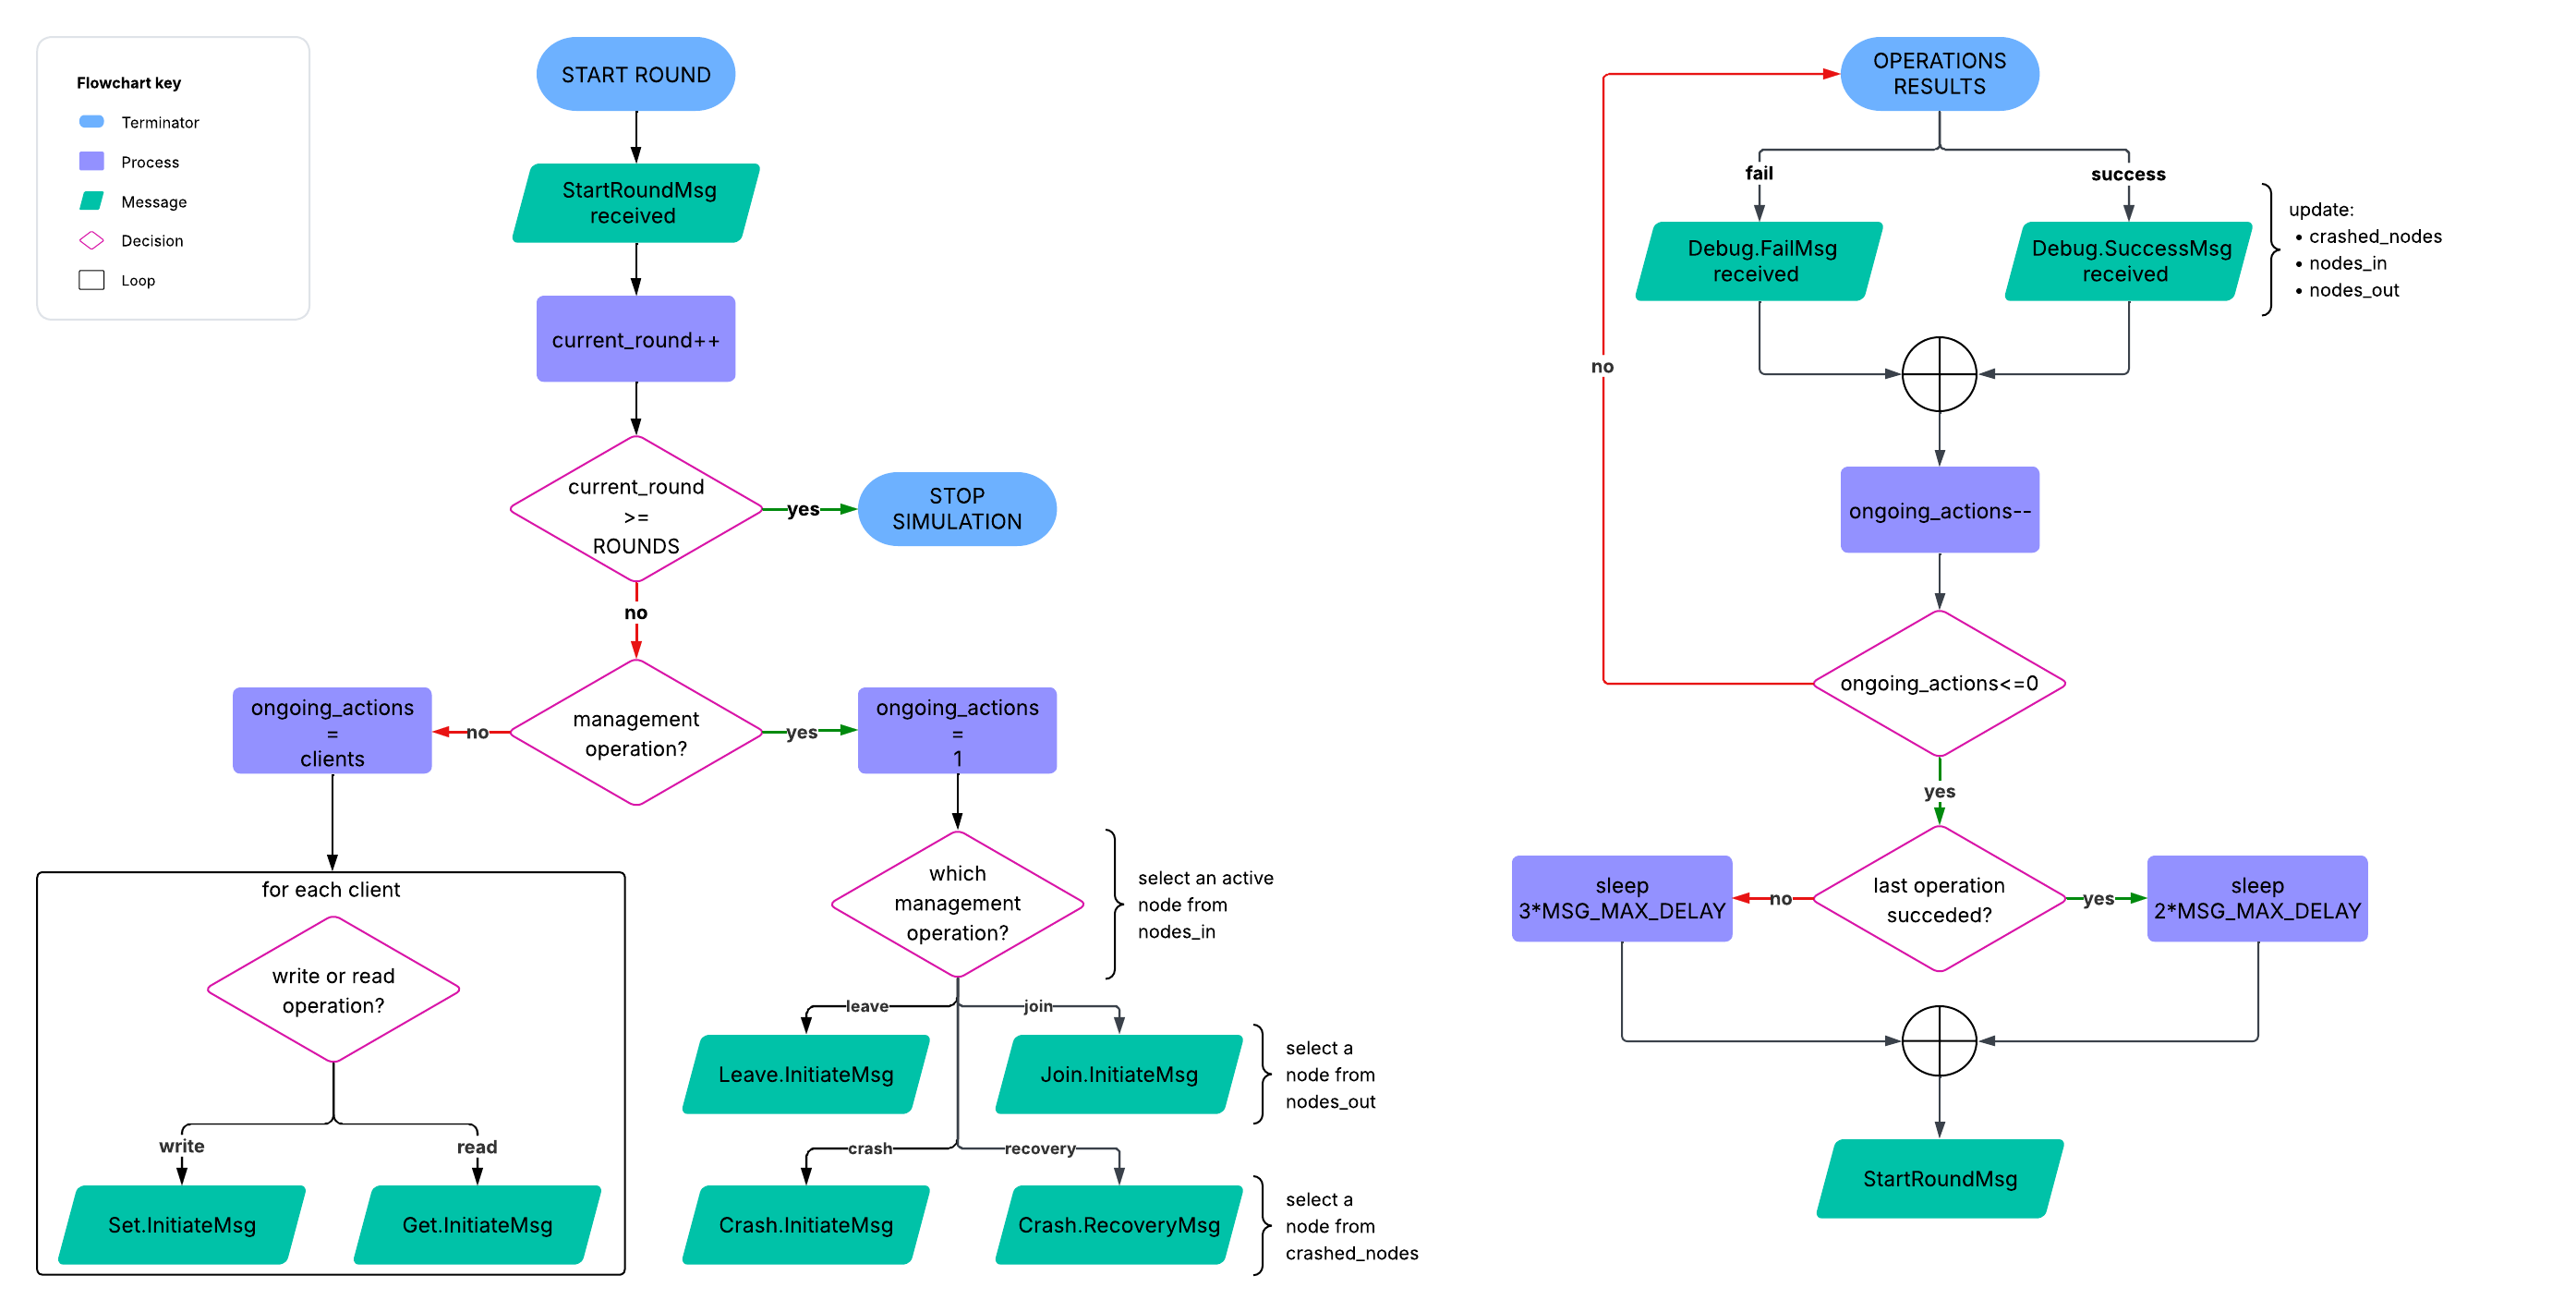 Flowchart key
Terminator
Process
Message
Decision
Loop
START ROUND
StartRoundMsg
received
current_round++
current_round
>=
ROUNDS
yes
STOP
SIMULATION
no
management
operation?
no
ongoing_actions
=
clients
yes
ongoing_actions
=
1
for each client
write or read
operation?
write
read
Set.InitiateMsg
Get.InitiateMsg
which
management
operation?
select an active
node from
nodes_in
leave
join
Leave.InitiateMsg
Join.InitiateMsg
select a
node from
nodes_out
crash
recovery
Crash.InitiateMsg
Crash.RecoveryMsg
select a
node from
crashed_nodes
OPERATIONS
RESULTS
fail
success
Debug.FailMsg
received
Debug.SuccessMsg
received
update:
• crashed_nodes
• nodes_in
• nodes_out
ongoing_actions--
ongoing_actions<=0
no
yes
last operation
succeded?
no
sleep
3*MSG_MAX_DELAY
yes
sleep
2*MSG_MAX_DELAY
StartRoundMsg